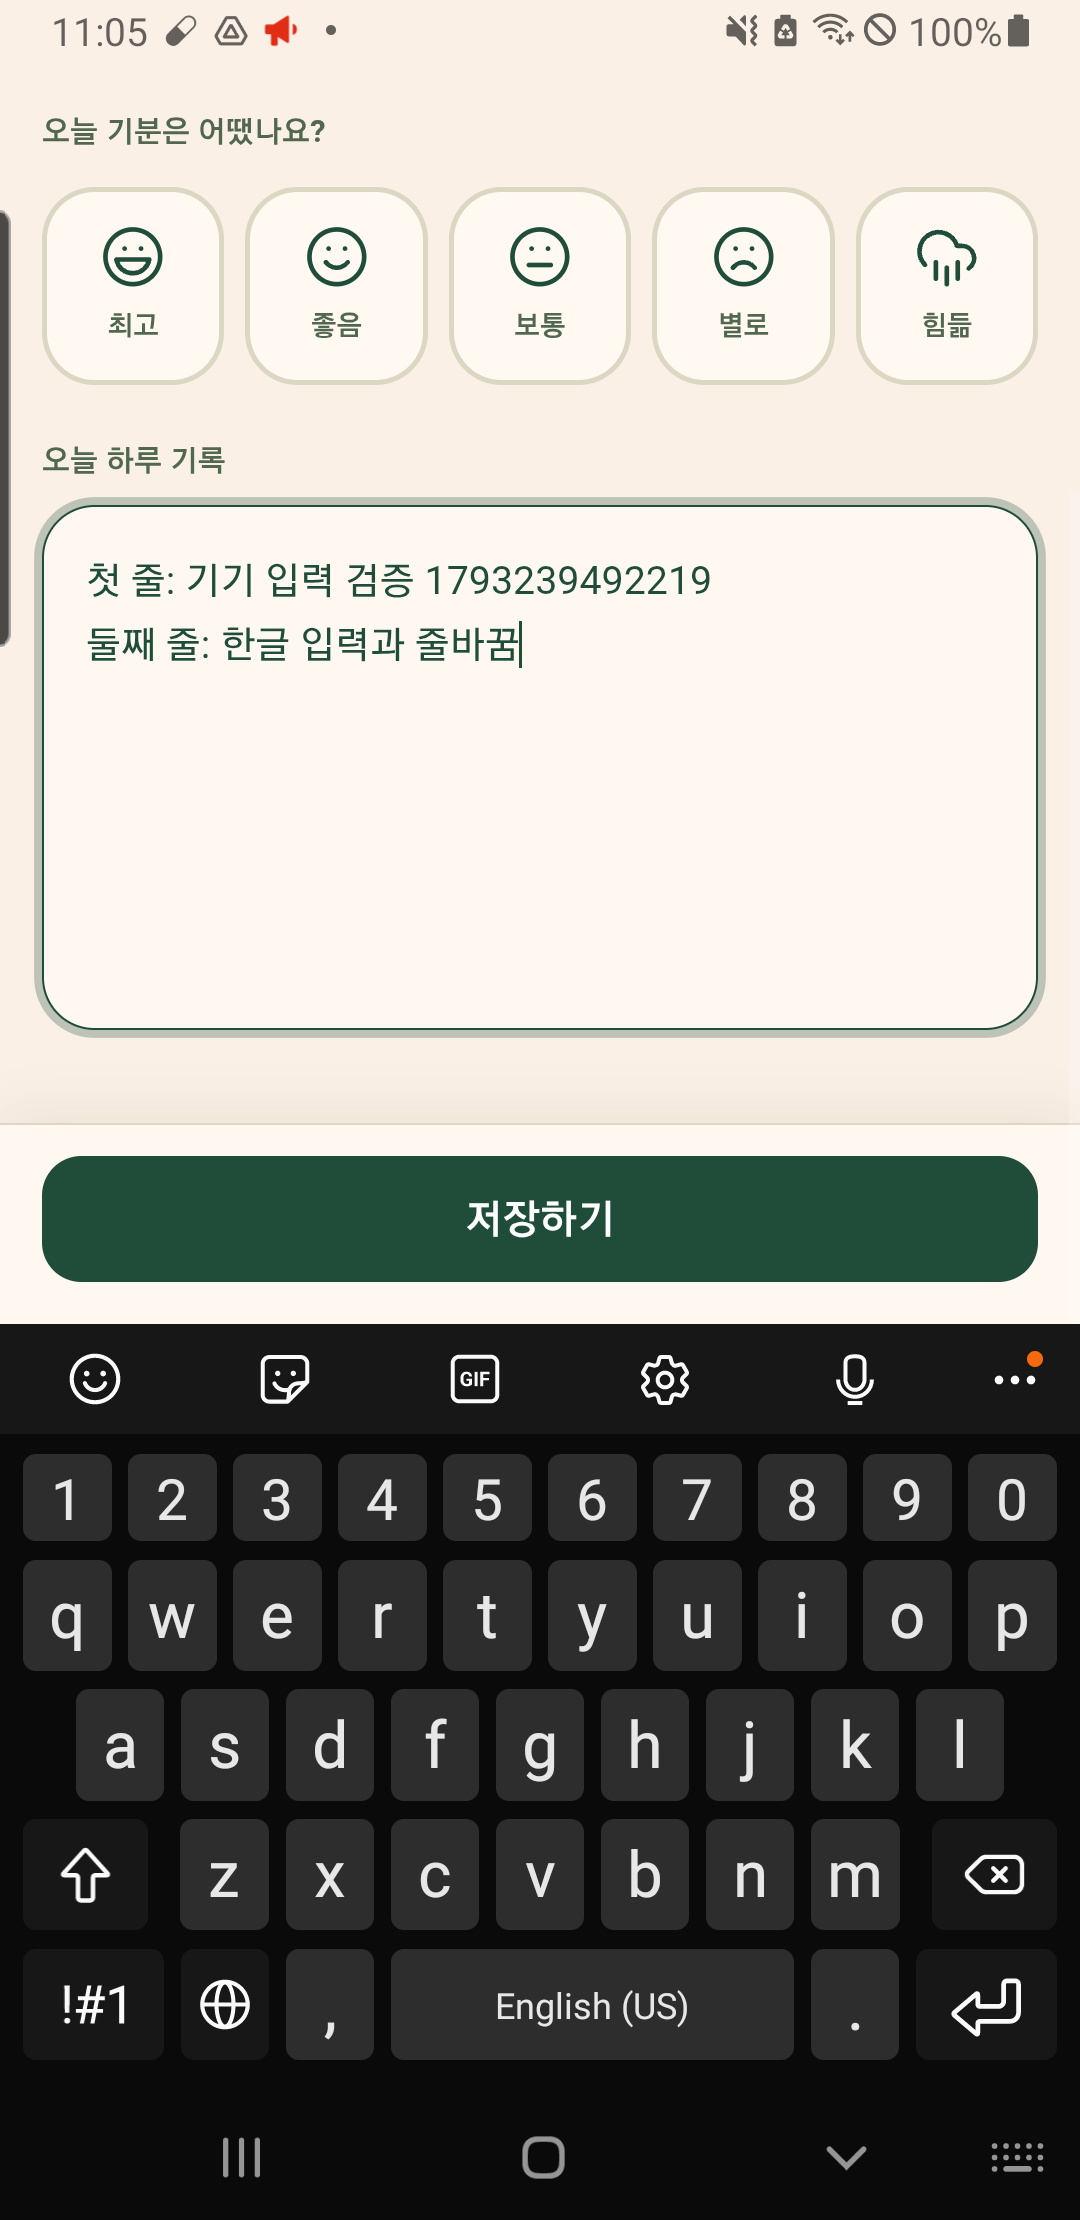 11:05 100%
오늘 기분은 어땠나요?
최고 좋음 보통 별로 힘듦
오늘 하루 기록
첫 줄: 기기 입력 검증 1793239492219
둘째 줄: 한글 입력과 줄바꿈
저장하기
GIF
1 2 3 4 5 6 7 8 9 0
q w e r t y u i o p
a s d f g h j k l
z x c v b n m
!#1 , English (US) .